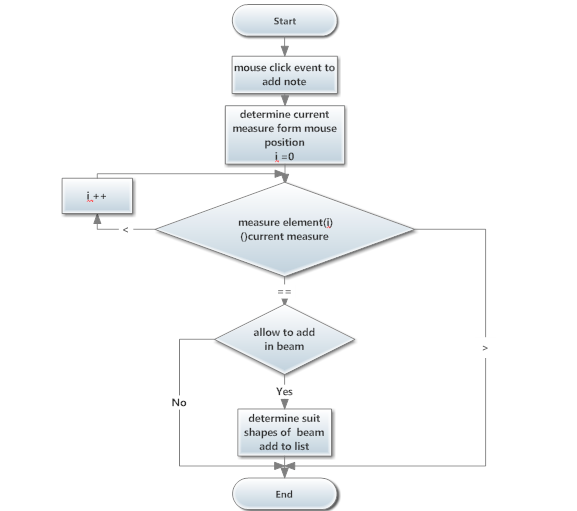 Start
mouse click event to
add note
determine current
measure form mouse
position
i =0
i ++
measure element(i)
()current measure
<
==
>
allow to add
in beam
Yes
No
determine suit
shapes of beam
add to list
End